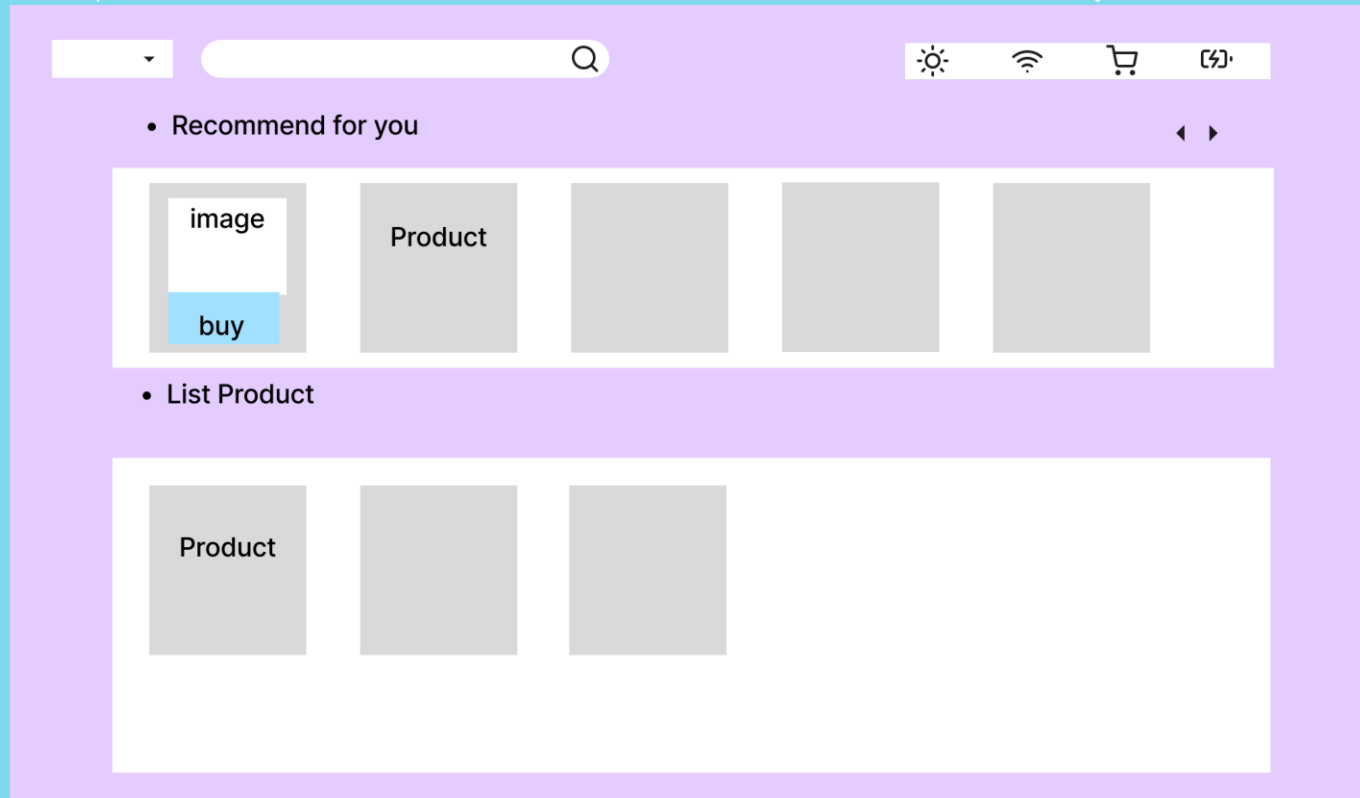 Recommend for you
image
Product
buy
List Product
Product